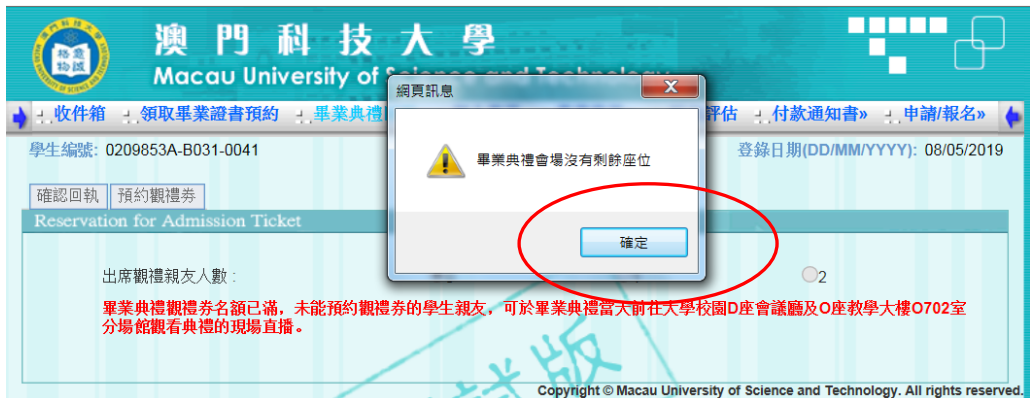 澳門科技大學
Macau University of Science and Technology
網頁訊息
收件箱 領取畢業證書預約 畢業典禮 評估 付款通知書» 申請/報名»
學生編號: 0209853A-B031-0041 登錄日期(DD/MM/YYYY): 08/05/2019
畢業典禮會場沒有剩餘座位
確認回執 預約觀禮券
Reservation for Admission Ticket
確定
出席觀禮親友人數 : 2
畢業典禮觀禮券名額已滿，未能預約觀禮券的學生親友，可於畢業典禮當天前往大學校園D座會議廳及O座教學大樓O702室
分場館觀看典禮的現場直播。
試版
Copyright © Macau University of Science and Technology. All rights reserved.